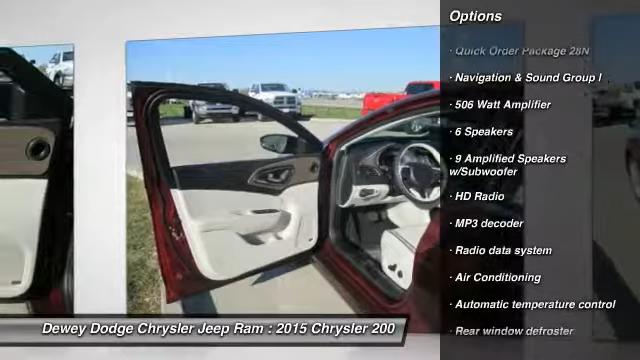 Options
· Quick Order Package 28N
· Navigation & Sound Group I
· 506 Watt Amplifier
· 6 Speakers
· 9 Amplified Speakers
w/Subwoofer
· HD Radio
· MP3 decoder
· Radio data system
· Air Conditioning
· Automatic temperature control
· Rear window defroster
Dewey Dodge Chrysler Jeep Ram : 2015 Chrysler 200